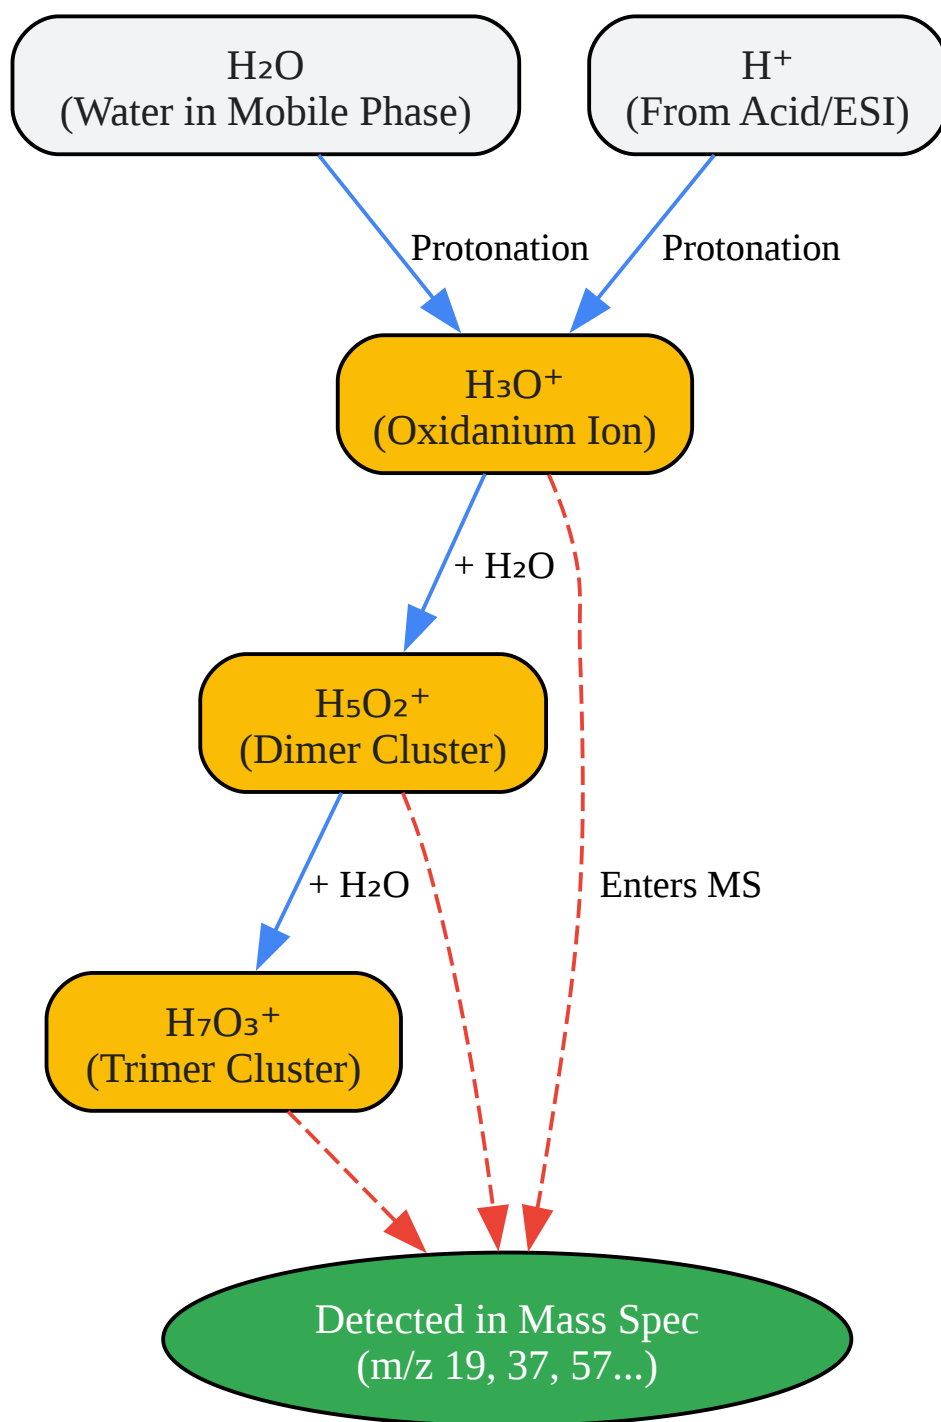 H₂O
(Water in Mobile Phase)
H⁺
(From Acid/ESI)
Protonation
Protonation
H₃O⁺
(Oxidanium Ion)
+ H₂O
H₅O₂⁺
(Dimer Cluster)
+ H₂O
Enters MS
H₇O₃⁺
(Trimer Cluster)
Detected in Mass Spec
(m/z 19, 37, 57...)